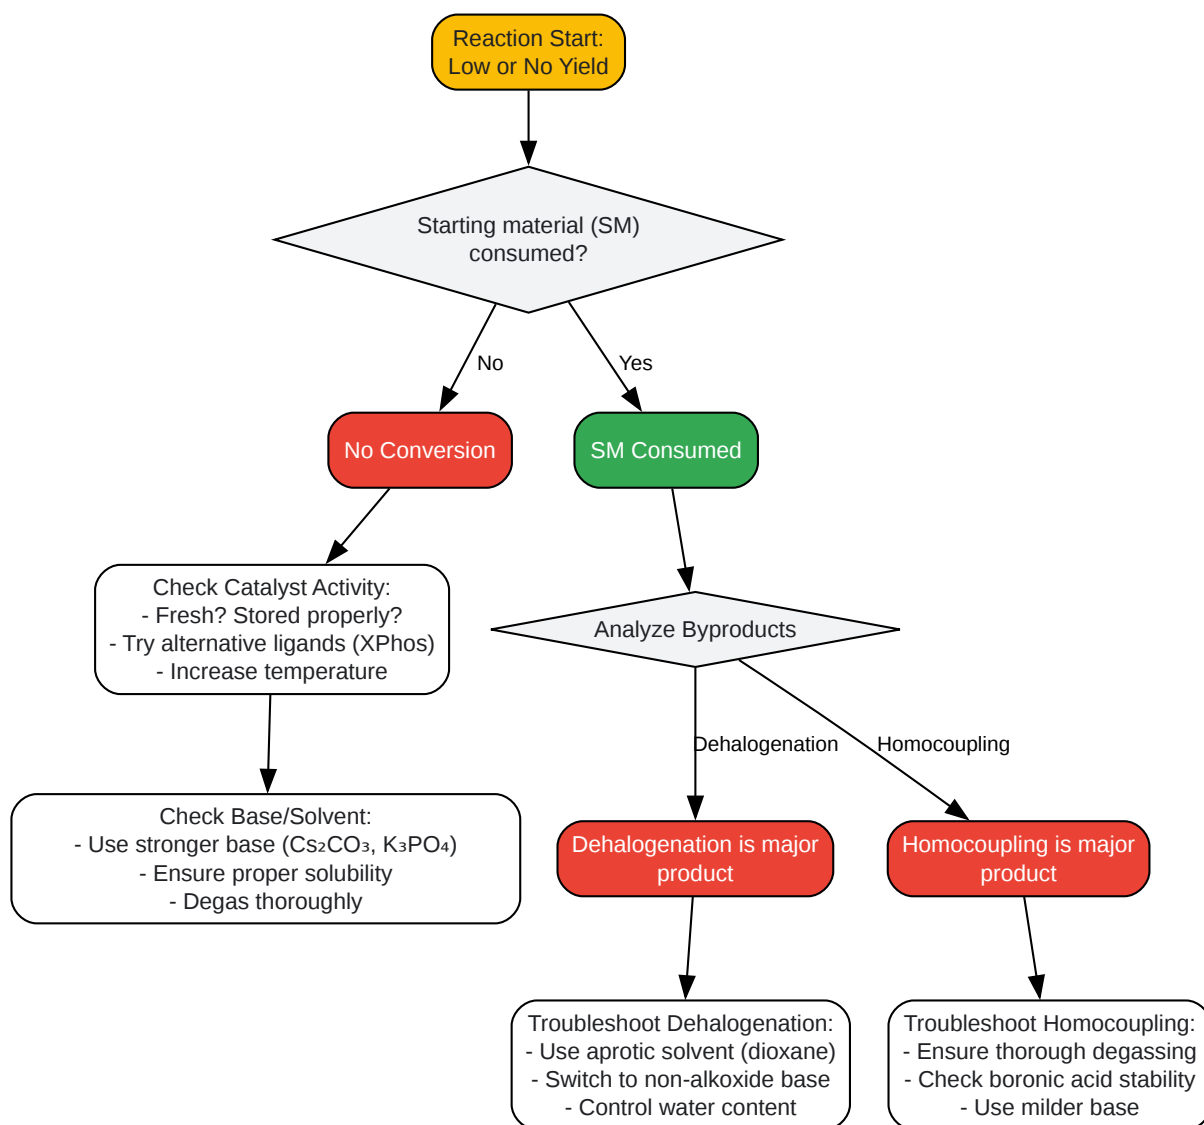 Reaction Start:
Low or No Yield
Starting material (SM)
consumed?
No
Yes
No Conversion
SM Consumed
Check Catalyst Activity:
- Fresh? Stored properly?
- Try alternative ligands (XPhos)
- Increase temperature
Analyze Byproducts
Dehalogenation
Homocoupling
Check Base/Solvent:
- Use stronger base (Cs₂CO₃, K₃PO₄)
- Ensure proper solubility
- Degas thoroughly
Dehalogenation is major
product
Homocoupling is major
product
Troubleshoot Dehalogenation:
- Use aprotic solvent (dioxane)
- Switch to non-alkoxide base
- Control water content
Troubleshoot Homocoupling:
- Ensure thorough degassing
- Check boronic acid stability
- Use milder base